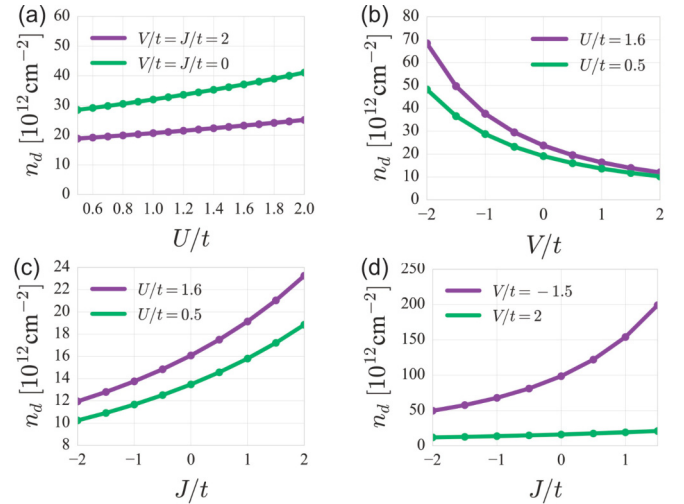 (a)
60
50
40
30
20
10
0
n_d [10^12 cm^−2]
V/t = J/t = 2
V/t = J/t = 0
0.6 0.8 1.0 1.2 1.4 1.6 1.8 2.0
U/t
(b)
80
70
60
50
40
30
20
10
0
n_d [10^12 cm^−2]
U/t = 1.6
U/t = 0.5
−2 −1 0 1 2
V/t
(c)
24
22
20
18
16
14
12
10
8
n_d [10^12 cm^−2]
U/t = 1.6
U/t = 0.5
−2 −1 0 1 2
J/t
(d)
250
200
150
100
50
0
n_d [10^12 cm^−2]
V/t = −1.5
V/t = 2
−2 −1 0 1
J/t